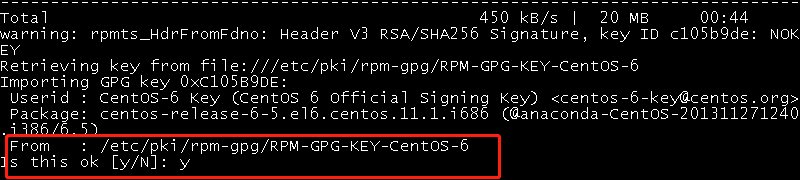 Total 450 kB/s | 20 MB 00:44
warning: rpmts_HdrFromFdno: Header V3 RSA/SHA256 Signature, key ID c105b9de: NOK
EY
Retrieving key from file:///etc/pki/rpm-gpg/RPM-GPG-KEY-CentOS-6
Importing GPG key 0xC105B9DE:
Userid : CentOS-6 Key (CentOS 6 Official Signing Key) <centos-6-key@centos.org>
Package: centos-release-6-5.el6.centos.11.1.i686 (@anaconda-CentOS-201311271240
.i386/6.5)
From : /etc/pki/rpm-gpg/RPM-GPG-KEY-CentOS-6
Is this ok [y/N]: y